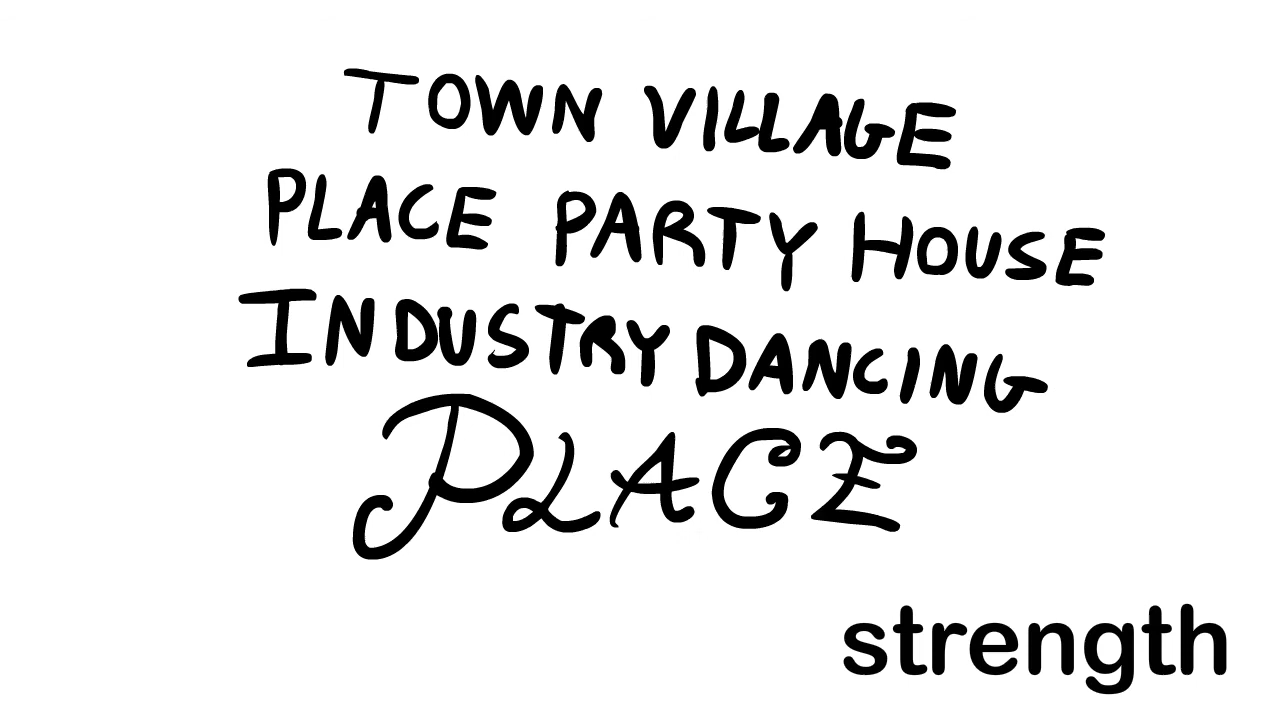 TOWN VILLAGE
PLACE PARTY HOUSE
INDUSTRY DANCING
PLACE
strength